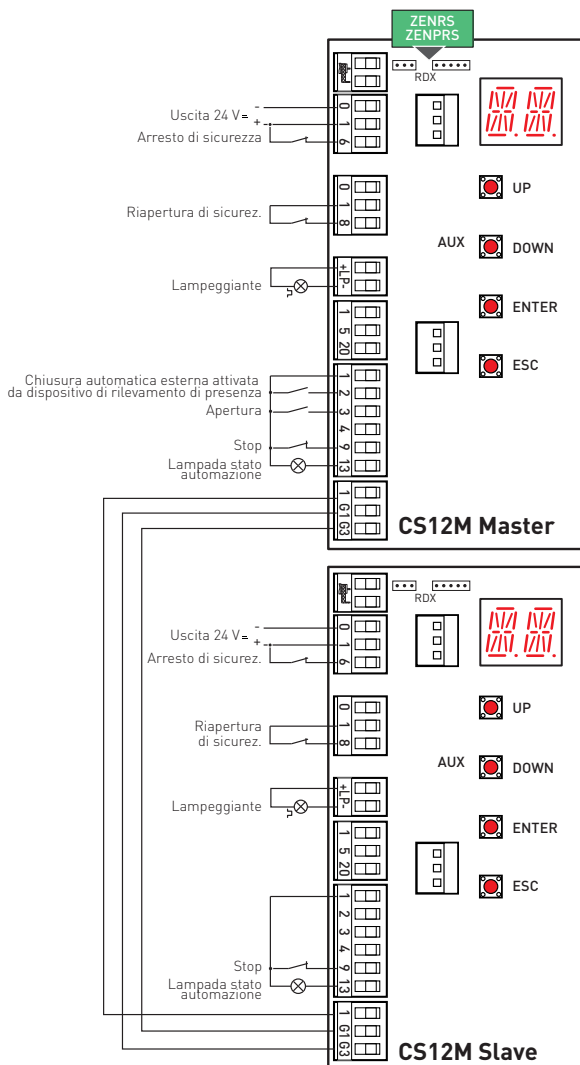 ZENRS
ZENPRS
RDX
0
1
6
Uscita 24 V= - +
Arresto di sicurezza
UP
0
1
8
Riapertura di sicurez.
AUX
DOWN
+LP-
Lampeggiante
ENTER
1
5
20
ESC
Chiusura automatica esterna attivata
da dispositivo di rilevamento di presenza
Apertura
1
2
3
4
9
13
Stop
Lampada stato
automazione
1
G1
G3
CS12M Master
RDX
0
1
6
Uscita 24 V= - +
Arresto di sicurez.
UP
0
1
8
Riapertura
di sicurez.
AUX
DOWN
+LP-
Lampeggiante
ENTER
1
5
20
ESC
1
2
3
4
9
13
Stop
Lampada stato
automazione
1
G1
G3
CS12M Slave